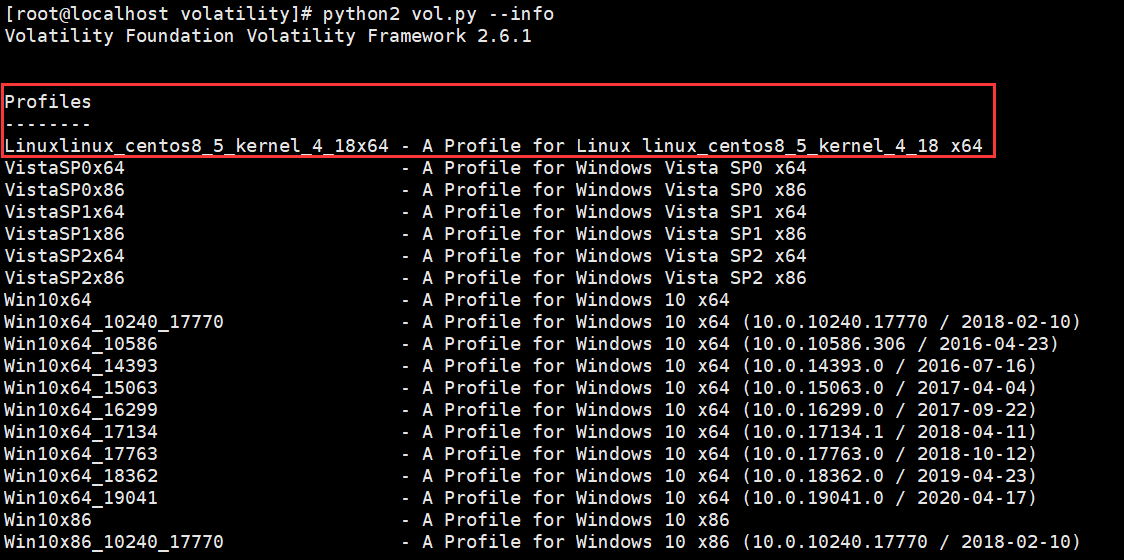 [root@localhost volatility]# python2 vol.py --info
Volatility Foundation Volatility Framework 2.6.1
Profiles
--------
Linuxlinux_centos8_5_kernel_4_18x64 - A Profile for Linux linux_centos8_5_kernel_4_18 x64
VistaSP0x64                         - A Profile for Windows Vista SP0 x64
VistaSP0x86                         - A Profile for Windows Vista SP0 x86
VistaSP1x64                         - A Profile for Windows Vista SP1 x64
VistaSP1x86                         - A Profile for Windows Vista SP1 x86
VistaSP2x64                         - A Profile for Windows Vista SP2 x64
VistaSP2x86                         - A Profile for Windows Vista SP2 x86
Win10x64                            - A Profile for Windows 10 x64
Win10x64_10240_17770                - A Profile for Windows 10 x64 (10.0.10240.17770 / 2018-02-10)
Win10x64_10586                      - A Profile for Windows 10 x64 (10.0.10586.306 / 2016-04-23)
Win10x64_14393                      - A Profile for Windows 10 x64 (10.0.14393.0 / 2016-07-16)
Win10x64_15063                      - A Profile for Windows 10 x64 (10.0.15063.0 / 2017-04-04)
Win10x64_16299                      - A Profile for Windows 10 x64 (10.0.16299.0 / 2017-09-22)
Win10x64_17134                      - A Profile for Windows 10 x64 (10.0.17134.1 / 2018-04-11)
Win10x64_17763                      - A Profile for Windows 10 x64 (10.0.17763.0 / 2018-10-12)
Win10x64_18362                      - A Profile for Windows 10 x64 (10.0.18362.0 / 2019-04-23)
Win10x64_19041                      - A Profile for Windows 10 x64 (10.0.19041.0 / 2020-04-17)
Win10x86                            - A Profile for Windows 10 x86
Win10x86_10240_17770                - A Profile for Windows 10 x86 (10.0.10240.17770 / 2018-02-10)